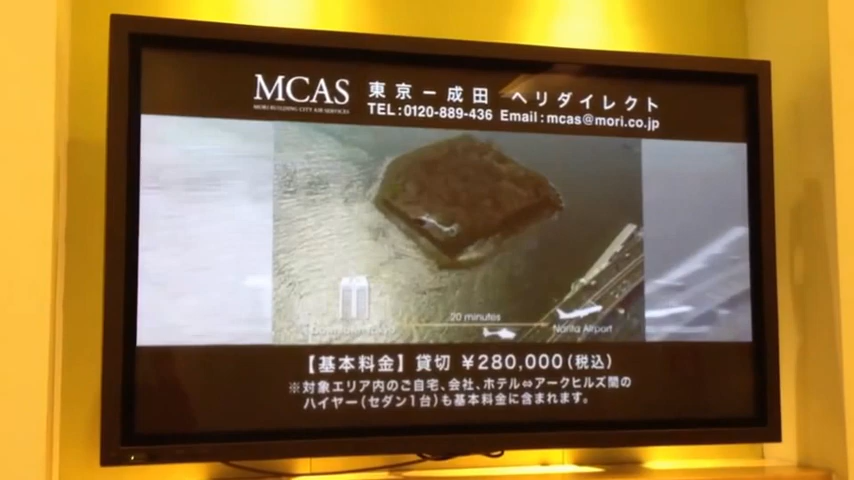 MCAS
MORI BUILDING CITY AIR SERVICES
東京ー成田 ヘリダイレクト
TEL:0120-889-436 Email:mcas@mori.co.jp
20 minutes
Downtown Tokyo
Narita Airport
【基本料金】貸切 ¥280,000(税込)
※対象エリア内のご自宅、会社、ホテル⇔アークヒルズ間の
ハイヤー(セダン1台)も基本料金に含まれます。